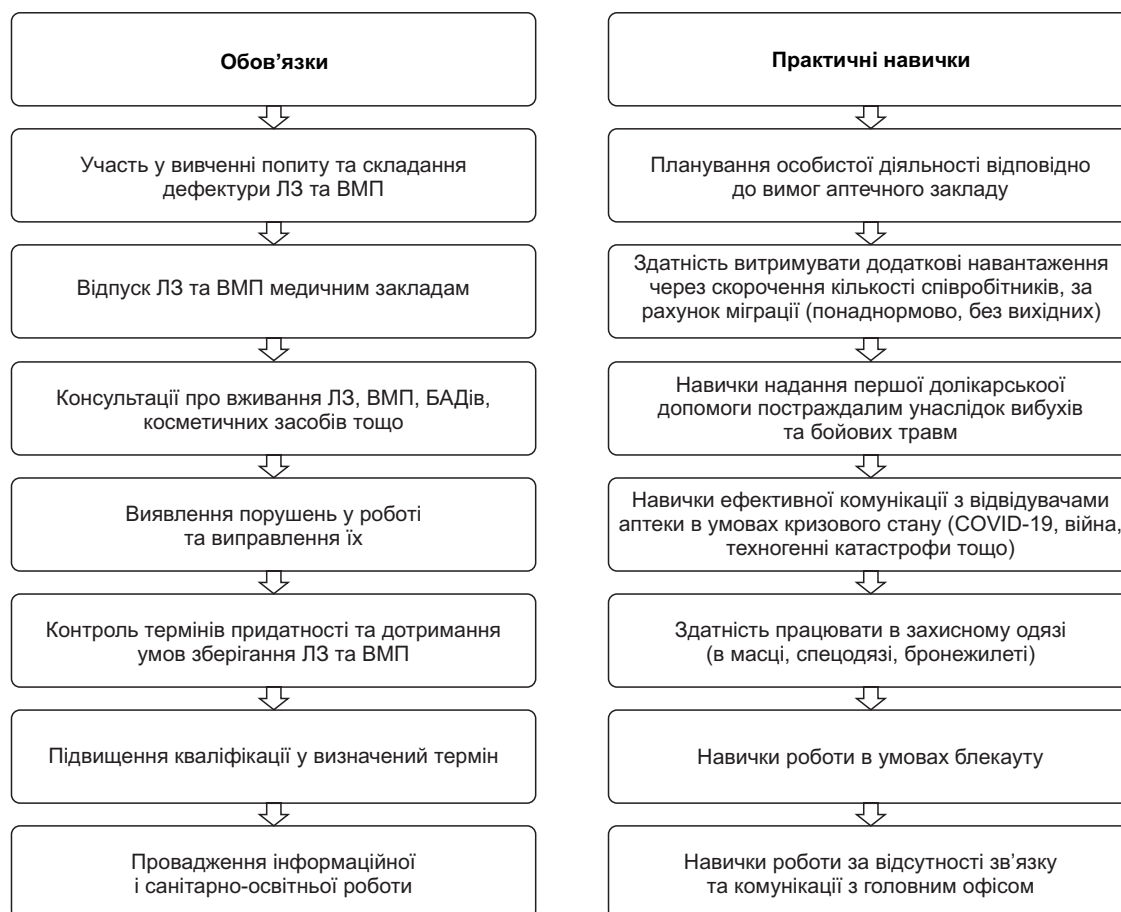 Обов’язки
Участь у вивченні попиту та складання
дефектури ЛЗ та ВМП
Відпуск ЛЗ та ВМП медичним закладам
Консультації про вживання ЛЗ, ВМП, БАДів,
косметичних засобів тощо
Виявлення порушень у роботі
та виправлення їх
Контроль термінів придатності та дотримання
умов зберігання ЛЗ та ВМП
Підвищення кваліфікації у визначений термін
Провадження інформаційної
і санітарно-освітньої роботи
Практичні навички
Планування особистої діяльності відповідно
до вимог аптечного закладу
Здатність витримувати додаткові навантаження
через скорочення кількості співробітників, за
рахунок міграції (понаднормово, без вихідних)
Навички надання першої долікарськоої
допомоги постраждалим унаслідок вибухів
та бойових травм
Навички ефективної комунікації з відвідувачами
аптеки в умовах кризового стану (COVID-19, війна,
техногенні катастрофи тощо)
Здатність працювати в захисному одязі
(в масці, спецодязі, бронежилеті)
Навички роботи в умовах блекауту
Навички роботи за відсутності зв’язку
та комунікації з головним офісом